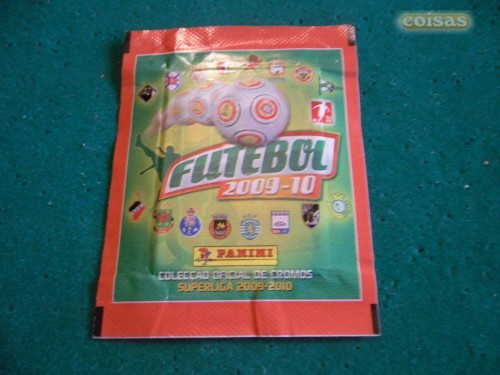 coisas
FUTEBOL
2009-10
PANINI
COLECÇÃO OFICIAL DE CROMOS
SUPERLIGA 2009-2010